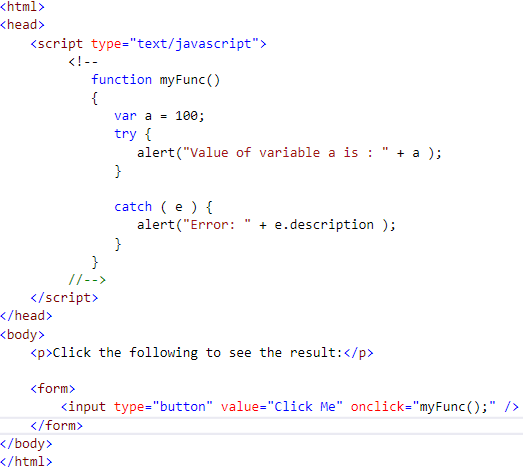 <html>
<head>
<script type="text/javascript">
<!--
function myFunc()
{
var a = 100;
try {
alert("Value of variable a is : " + a );
}
catch ( e ) {
alert("Error: " + e.description );
}
}
//-->
</script>
</head>
<body>
<p>Click the following to see the result:</p>
<form>
<input type="button" value="Click Me" onclick="myFunc();" />
</form>
</body>
</html>